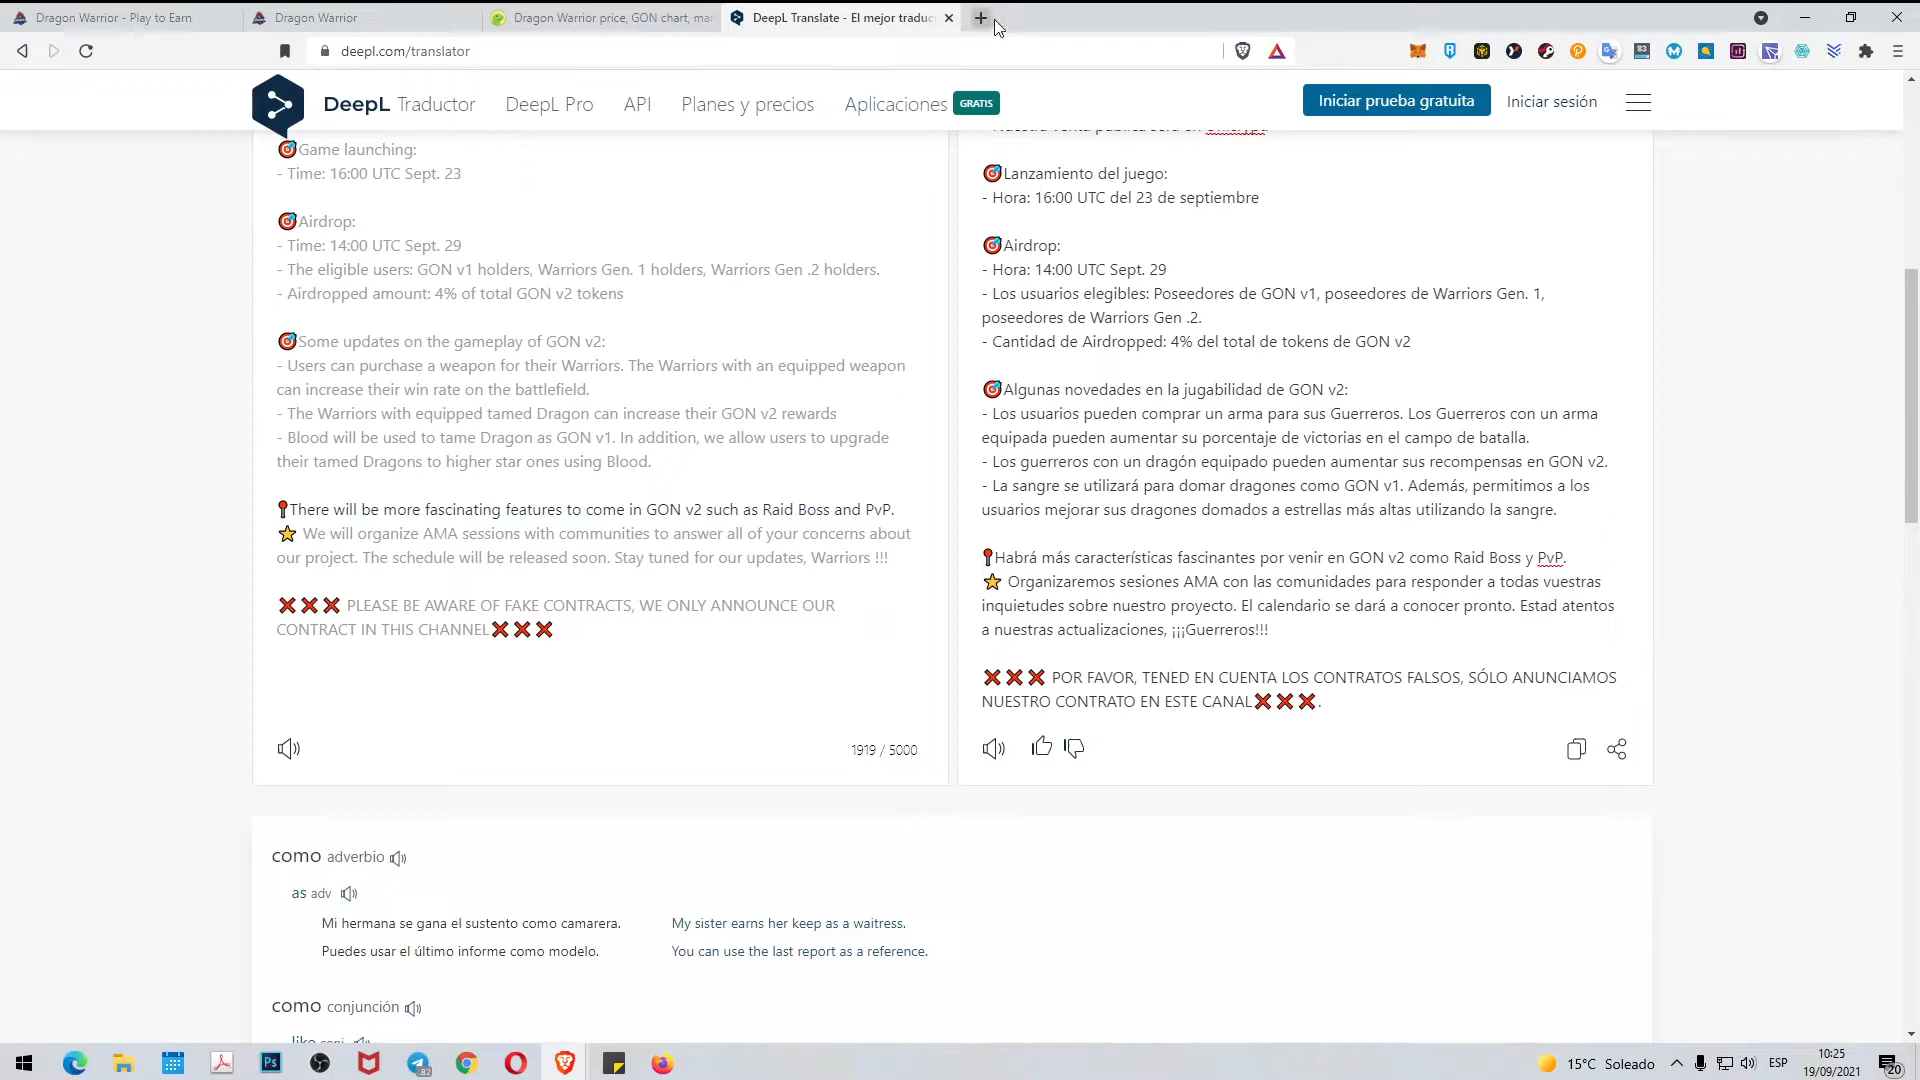 Dragon Warrior - Play to Earn
Dragon Warrior
Dragon Warrior price, GON chart, mar
DeepL Translate - El mejor traduc
deepl.com/translator
DeepL Traductor
DeepL Pro
API
Planes y precios
Aplicaciones GRATIS
Iniciar prueba gratuita
Iniciar sesión
🎯Game launching:
- Time: 16:00 UTC Sept. 23
🎯Airdrop:
- Time: 14:00 UTC Sept. 29
- The eligible users: GON v1 holders, Warriors Gen. 1 holders, Warriors Gen .2 holders.
- Airdropped amount: 4% of total GON v2 tokens
🎯Some updates on the gameplay of GON v2:
- Users can purchase a weapon for their Warriors. The Warriors with an equipped weapon
can increase their win rate on the battlefield.
- The Warriors with equipped tamed Dragon can increase their GON v2 rewards
- Blood will be used to tame Dragon as GON v1. In addition, we allow users to upgrade
their tamed Dragons to higher star ones using Blood.
📍There will be more fascinating features to come in GON v2 such as Raid Boss and PvP.
⭐ We will organize AMA sessions with communities to answer all of your concerns about
our project. The schedule will be released soon. Stay tuned for our updates, Warriors !!!
❌❌❌ PLEASE BE AWARE OF FAKE CONTRACTS, WE ONLY ANNOUNCE OUR
CONTRACT IN THIS CHANNEL❌❌❌
1919 / 5000
🎯Lanzamiento del juego:
- Hora: 16:00 UTC del 23 de septiembre
🎯Airdrop:
- Hora: 14:00 UTC Sept. 29
- Los usuarios elegibles: Poseedores de GON v1, poseedores de Warriors Gen. 1,
poseedores de Warriors Gen .2.
- Cantidad de Airdropped: 4% del total de tokens de GON v2
🎯Algunas novedades en la jugabilidad de GON v2:
- Los usuarios pueden comprar un arma para sus Guerreros. Los Guerreros con un arma
equipada pueden aumentar su porcentaje de victorias en el campo de batalla.
- Los guerreros con un dragón equipado pueden aumentar sus recompensas en GON v2.
- La sangre se utilizará para domar dragones como GON v1. Además, permitimos a los
usuarios mejorar sus dragones domados a estrellas más altas utilizando la sangre.
📍Habrá más características fascinantes por venir en GON v2 como Raid Boss y PvP.
⭐ Organizaremos sesiones AMA con las comunidades para responder a todas vuestras
inquietudes sobre nuestro proyecto. El calendario se dará a conocer pronto. Estad atentos
a nuestras actualizaciones, ¡¡¡Guerreros!!!
❌❌❌ POR FAVOR, TENED EN CUENTA LOS CONTRATOS FALSOS, SÓLO ANUNCIAMOS
NUESTRO CONTRATO EN ESTE CANAL❌❌❌.
como adverbio
as adv
Mi hermana se gana el sustento como camarera. My sister earns her keep as a waitress.
Puedes usar el último informe como modelo. You can use the last report as a reference.
como conjunción
83
Ps
82
15°C Soleado
ESP
10:25
19/09/2021
20